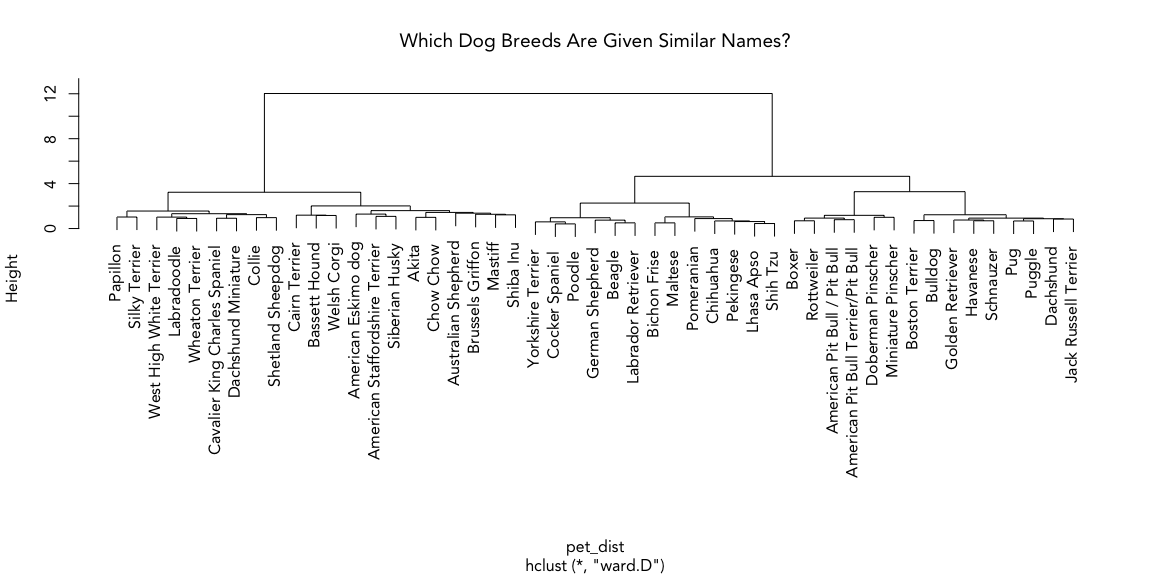 Which Dog Breeds Are Given Similar Names?
12
8
4
0
Height
Papillon
Silky Terrier
West High White Terrier
Labradoodle
Wheaton Terrier
Cavalier King Charles Spaniel
Dachshund Miniature
Collie
Shetland Sheepdog
Cairn Terrier
Bassett Hound
Welsh Corgi
American Eskimo dog
American Staffordshire Terrier
Siberian Husky
Akita
Chow Chow
Australian Shepherd
Brussels Griffon
Mastiff
Shiba Inu
Yorkshire Terrier
Cocker Spaniel
Poodle
German Shepherd
Beagle
Labrador Retriever
Bichon Frise
Maltese
Pomeranian
Chihuahua
Pekingese
Lhasa Apso
Shih Tzu
Boxer
Rottweiler
American Pit Bull / Pit Bull
American Pit Bull Terrier/Pit Bull
Doberman Pinscher
Miniature Pinscher
Boston Terrier
Bulldog
Golden Retriever
Havanese
Schnauzer
Pug
Puggle
Dachshund
Jack Russell Terrier
pet_dist
hclust (*, "ward.D")